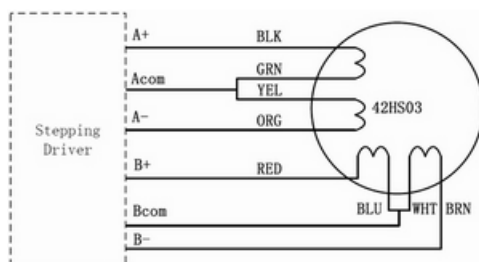 A+ BLK
GRN
Acom
YEL
42HS03
A- ORG
Stepping
Driver
B+ RED
BLU WHT BRN
Bcom
B-